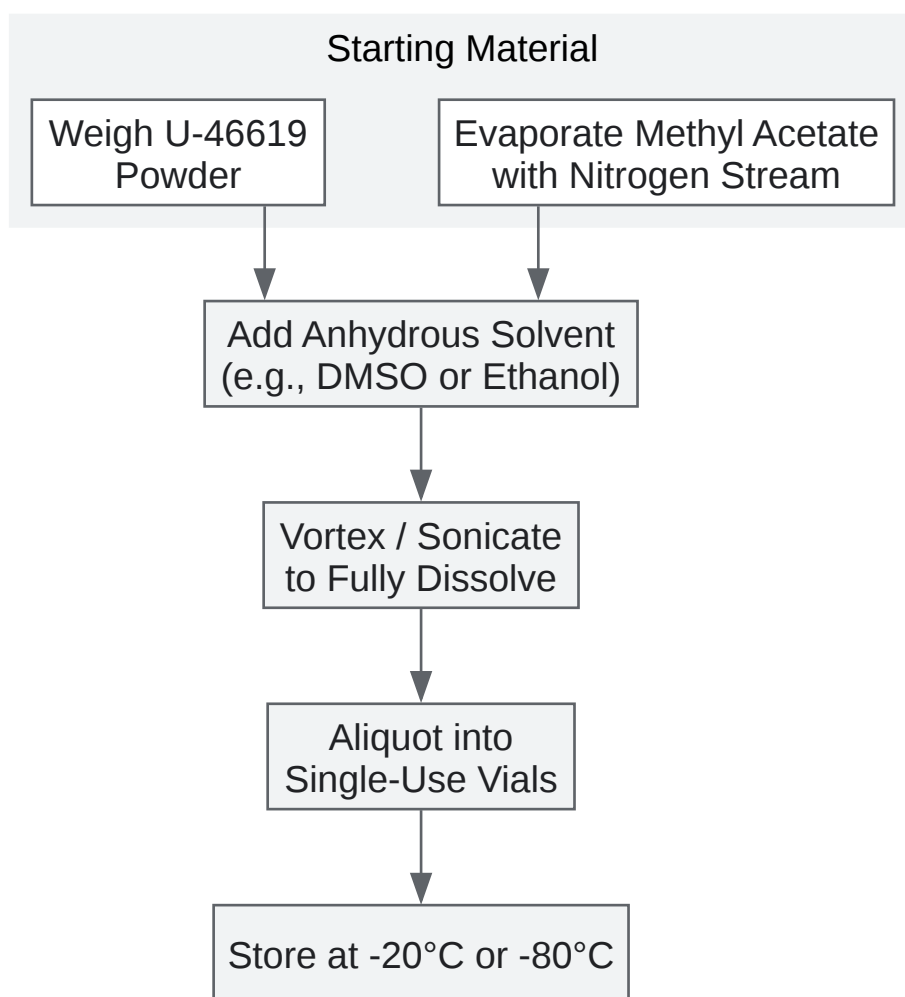 Starting Material
Weigh U-46619
Powder
Evaporate Methyl Acetate
with Nitrogen Stream
Add Anhydrous Solvent
(e.g., DMSO or Ethanol)
Vortex / Sonicate
to Fully Dissolve
Aliquot into
Single-Use Vials
Store at -20°C or -80°C